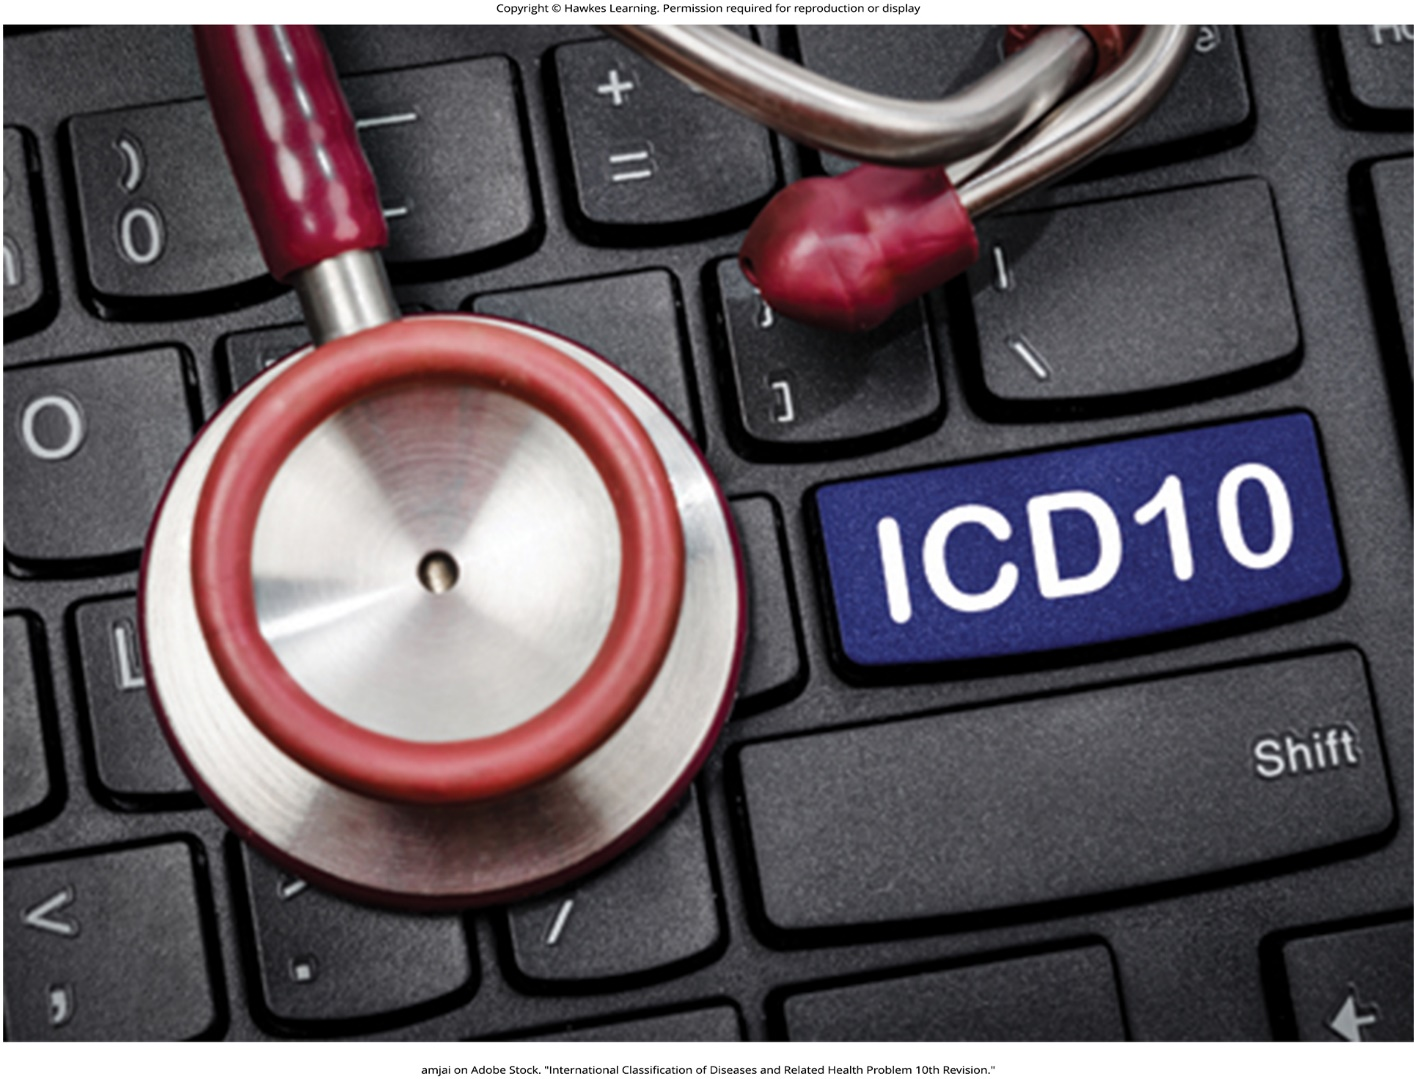 Copyright © Hawkes Learning. Permission required for reproduction or display
+
=
)
0
O
]
\
ICD10
L
Shift
<
,
.
/
amjai on Adobe Stock. "International Classification of Diseases and Related Health Problem 10th Revision."